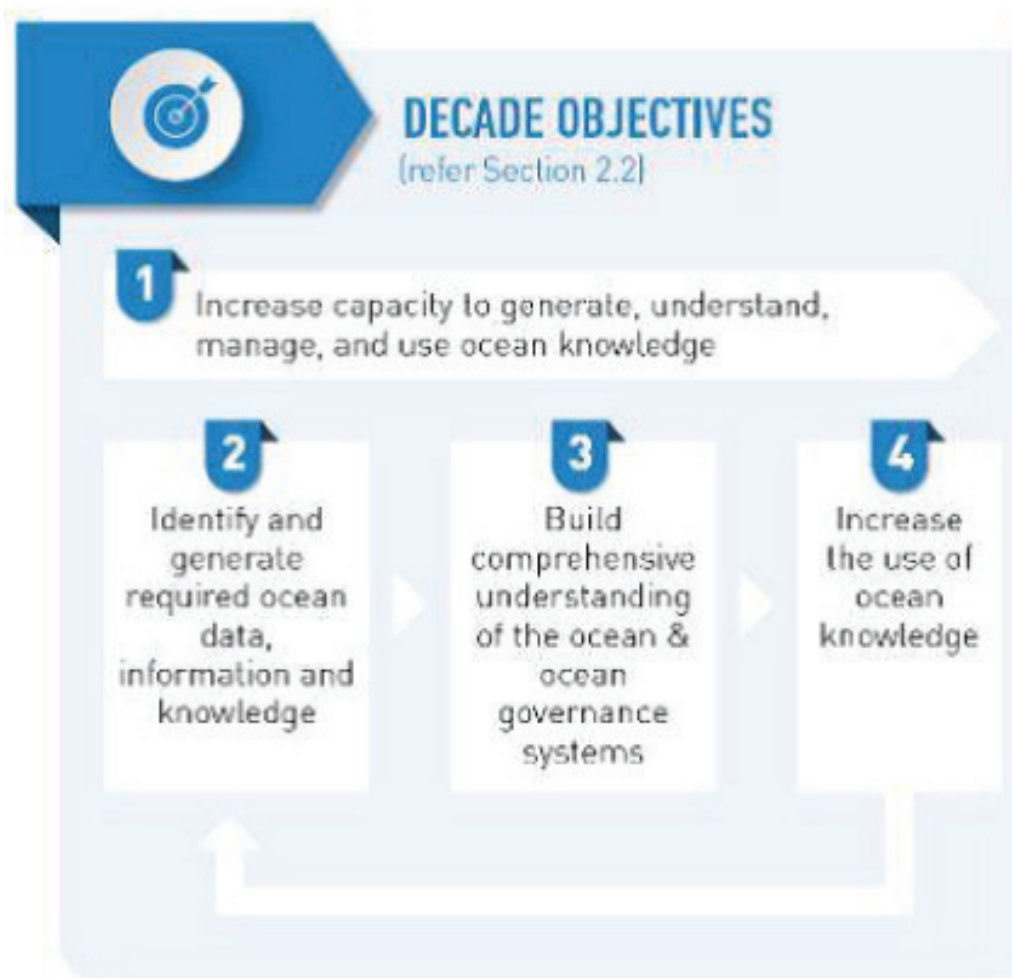 DECADE OBJECTIVES
(refer Section 2.2)
1
Increase capacity to generate, understand,
manage, and use ocean knowledge
2
Identify and
generate
required ocean
data,
information and
knowledge
3
Build
comprehensive
understanding
of the ocean &
ocean
governance
systems
4
Increase
the use of
ocean
knowledge